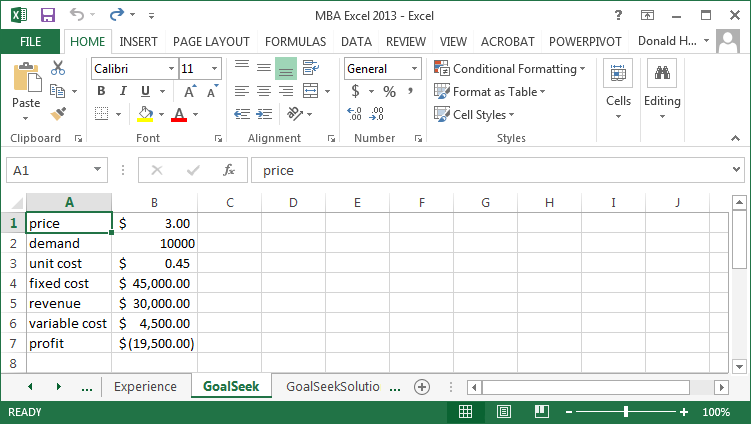 MBA Excel 2013 - Excel
FILE HOME INSERT PAGE LAYOUT FORMULAS DATA REVIEW VIEW ACROBAT POWERPIVOT Donald H...
Calibri 11 General Conditional Formatting
Paste B I U A A $ % , Format as Table Cells Editing
A .00 .00 Cell Styles
Clipboard Font Alignment Number Styles
A1 fx price
A B C D E F G H I J
1 price $ 3.00
2 demand 10000
3 unit cost $ 0.45
4 fixed cost $ 45,000.00
5 revenue $ 30,000.00
6 variable cost $ 4,500.00
7 profit $(19,500.00)
8
... Experience GoalSeek GoalSeekSolutio ...
READY 100%